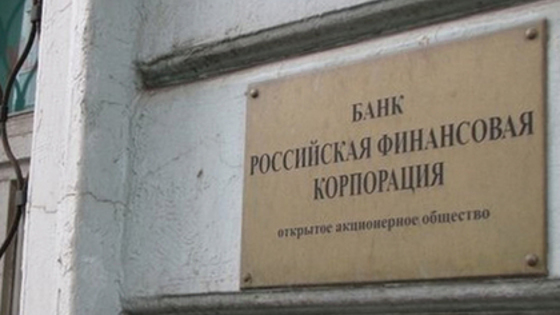 БАНК
РОССИЙСКАЯ ФИНАНСОВАЯ
КОРПОРАЦИЯ
открытое акционерное общество